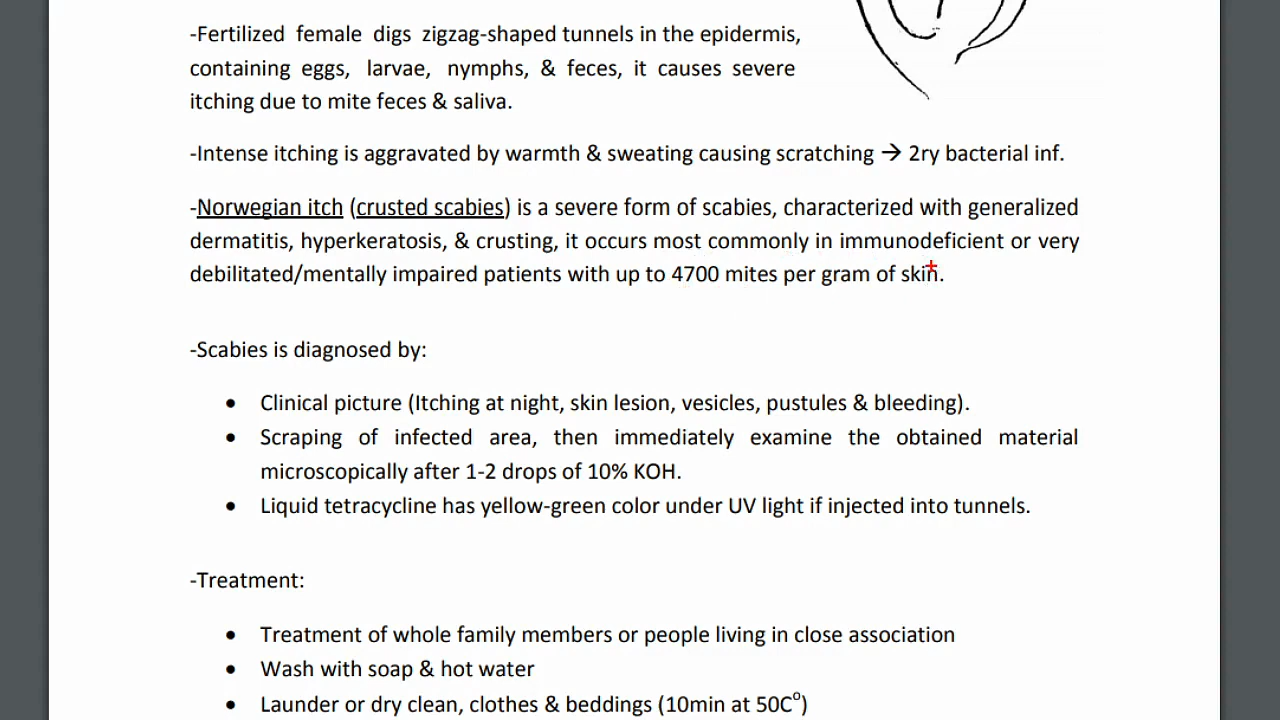 -Fertilized female digs zigzag-shaped tunnels in the epidermis,
containing eggs, larvae, nymphs, & feces, it causes severe
itching due to mite feces & saliva.
-Intense itching is aggravated by warmth & sweating causing scratching → 2ry bacterial inf.
-Norwegian itch (crusted scabies) is a severe form of scabies, characterized with generalized
dermatitis, hyperkeratosis, & crusting, it occurs most commonly in immunodeficient or very
debilitated/mentally impaired patients with up to 4700 mites per gram of skin.
-Scabies is diagnosed by:
• Clinical picture (Itching at night, skin lesion, vesicles, pustules & bleeding).
• Scraping of infected area, then immediately examine the obtained material
microscopically after 1-2 drops of 10% KOH.
• Liquid tetracycline has yellow-green color under UV light if injected into tunnels.
-Treatment:
• Treatment of whole family members or people living in close association
• Wash with soap & hot water
• Launder or dry clean, clothes & beddings (10min at 50Cº)